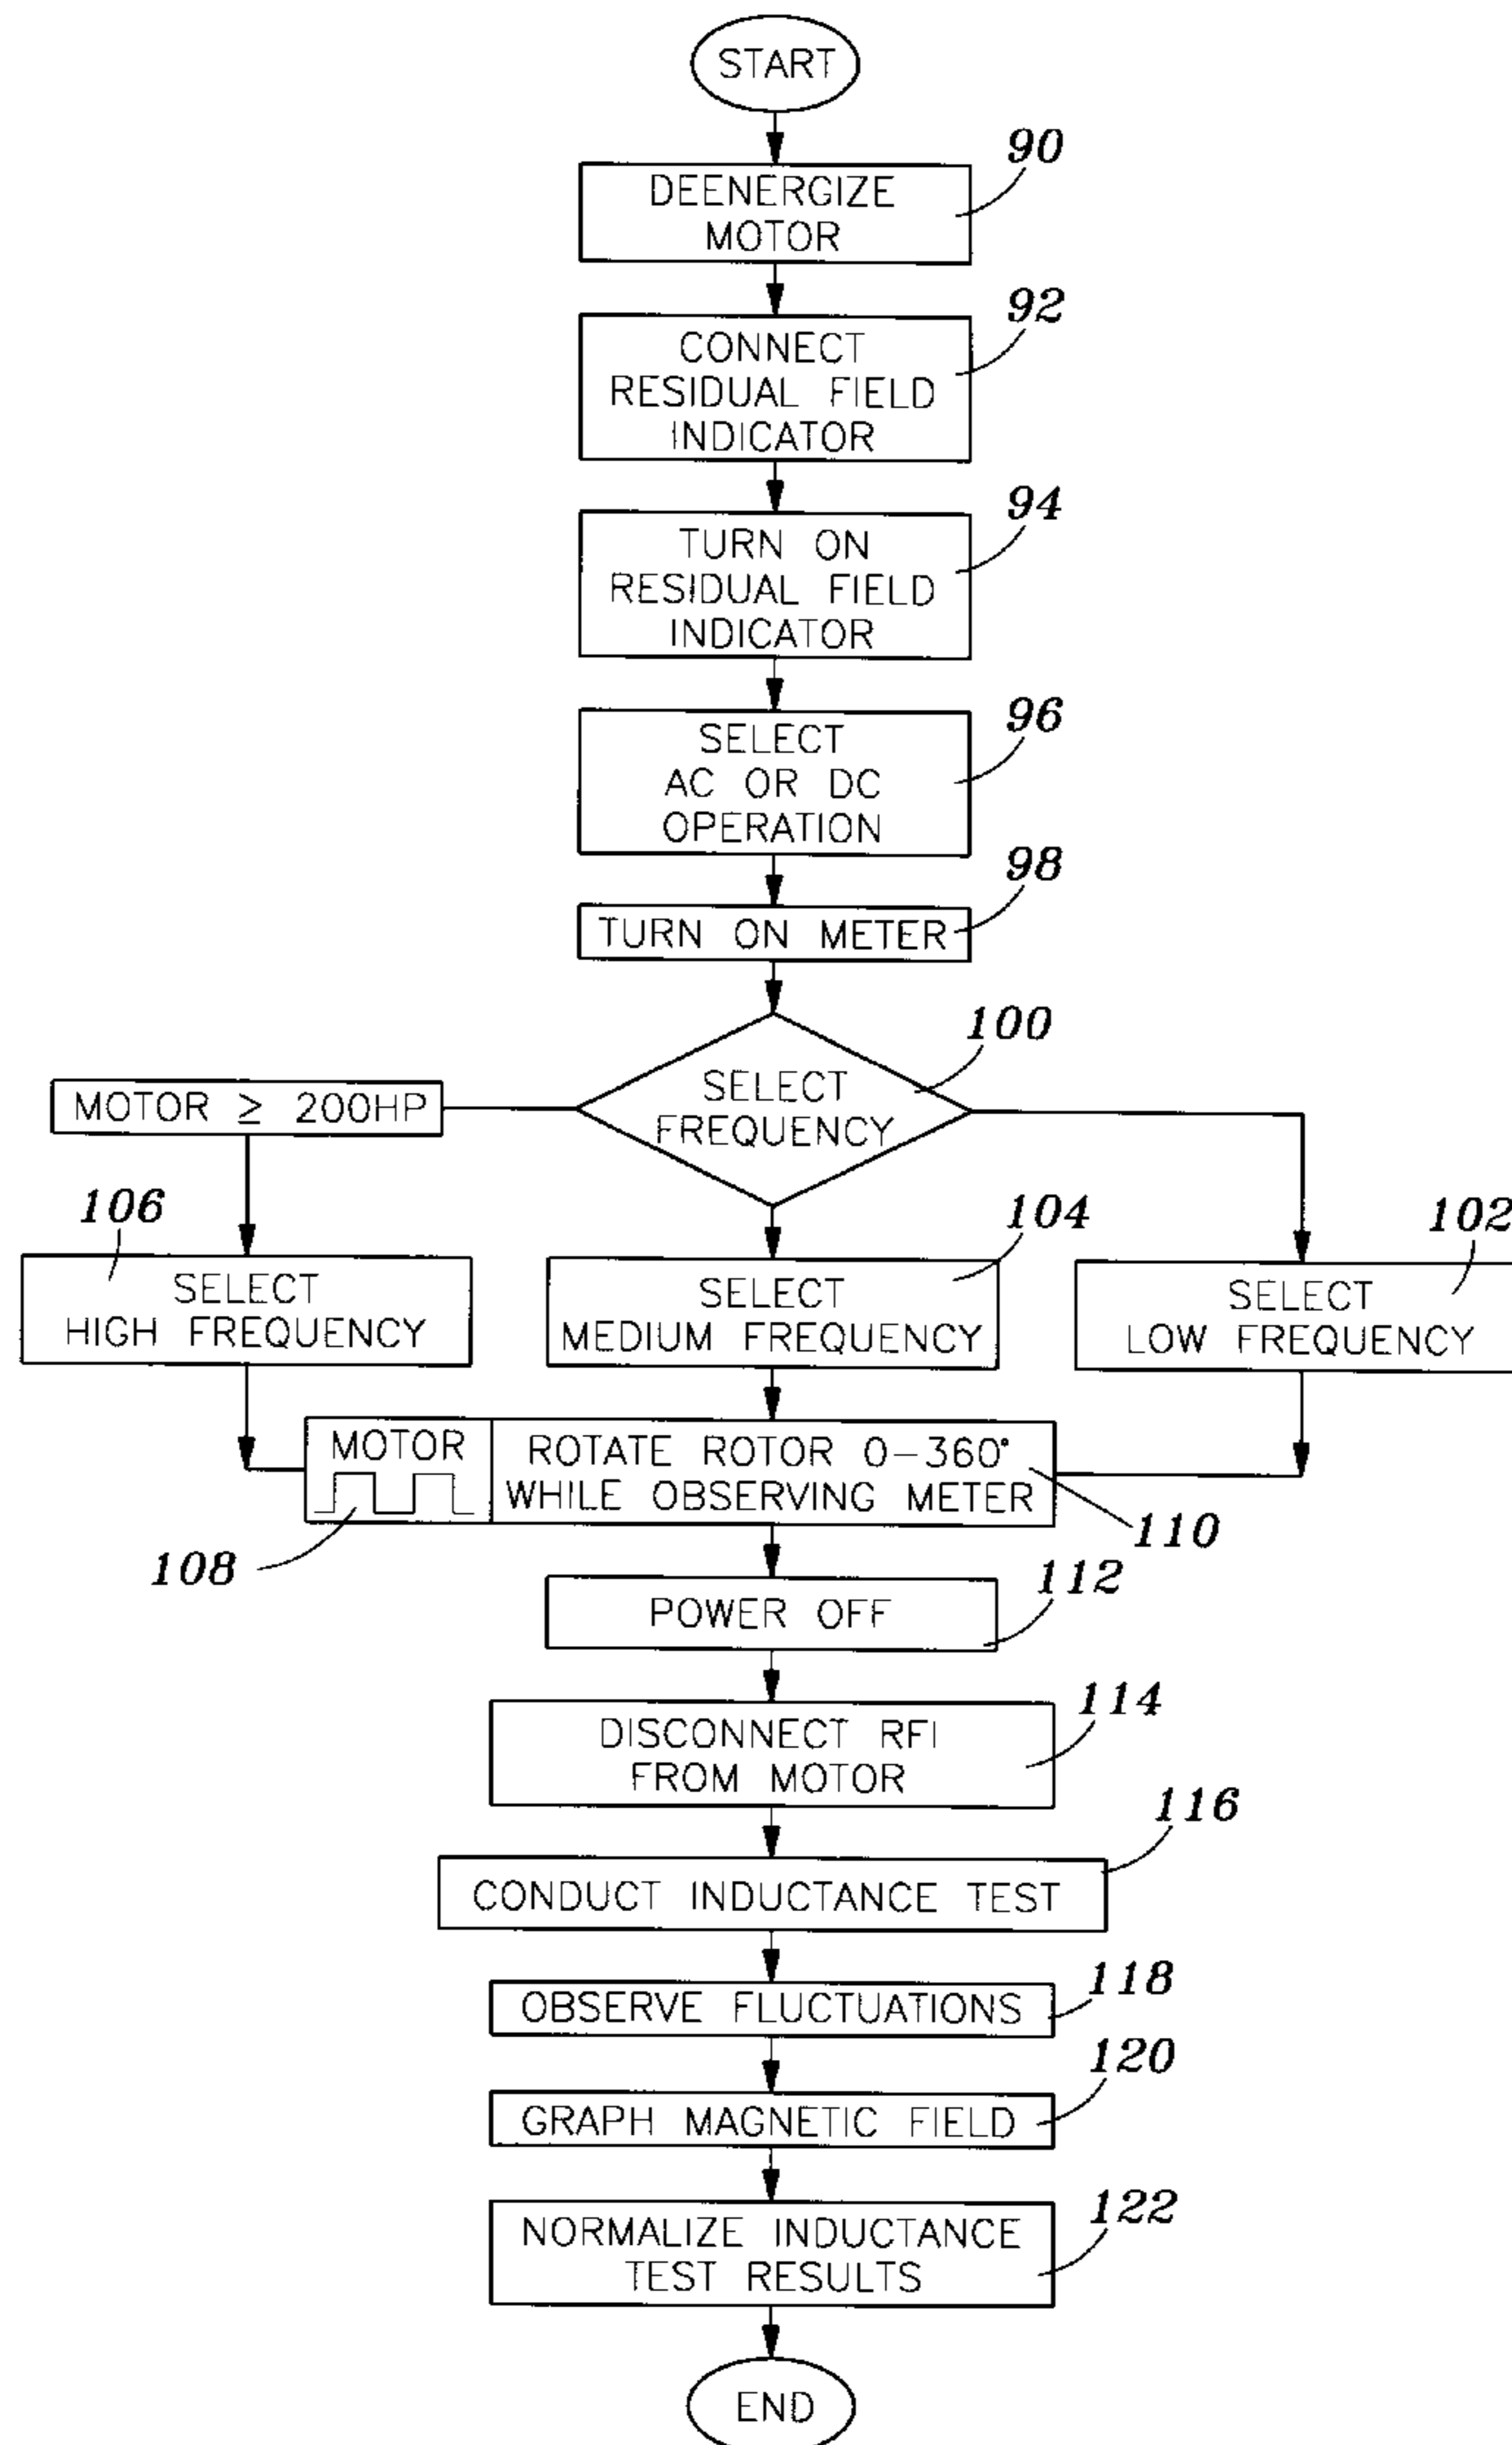 START
90
DEENERGIZE
MOTOR
92
CONNECT
RESIDUAL FIELD
INDICATOR
94
TURN ON
RESIDUAL FIELD
INDICATOR
96
SELECT
AC OR DC
OPERATION
98
TURN ON METER
100
SELECT
FREQUENCY
MOTOR ≥ 200HP
106
SELECT
HIGH FREQUENCY
104
SELECT
MEDIUM FREQUENCY
102
SELECT
LOW FREQUENCY
MOTOR
108
ROTATE ROTOR 0-360°
WHILE OBSERVING METER
110
112
POWER OFF
114
DISCONNECT RFI
FROM MOTOR
116
CONDUCT INDUCTANCE TEST
118
OBSERVE FLUCTUATIONS
120
GRAPH MAGNETIC FIELD
122
NORMALIZE INDUCTANCE
TEST RESULTS
END